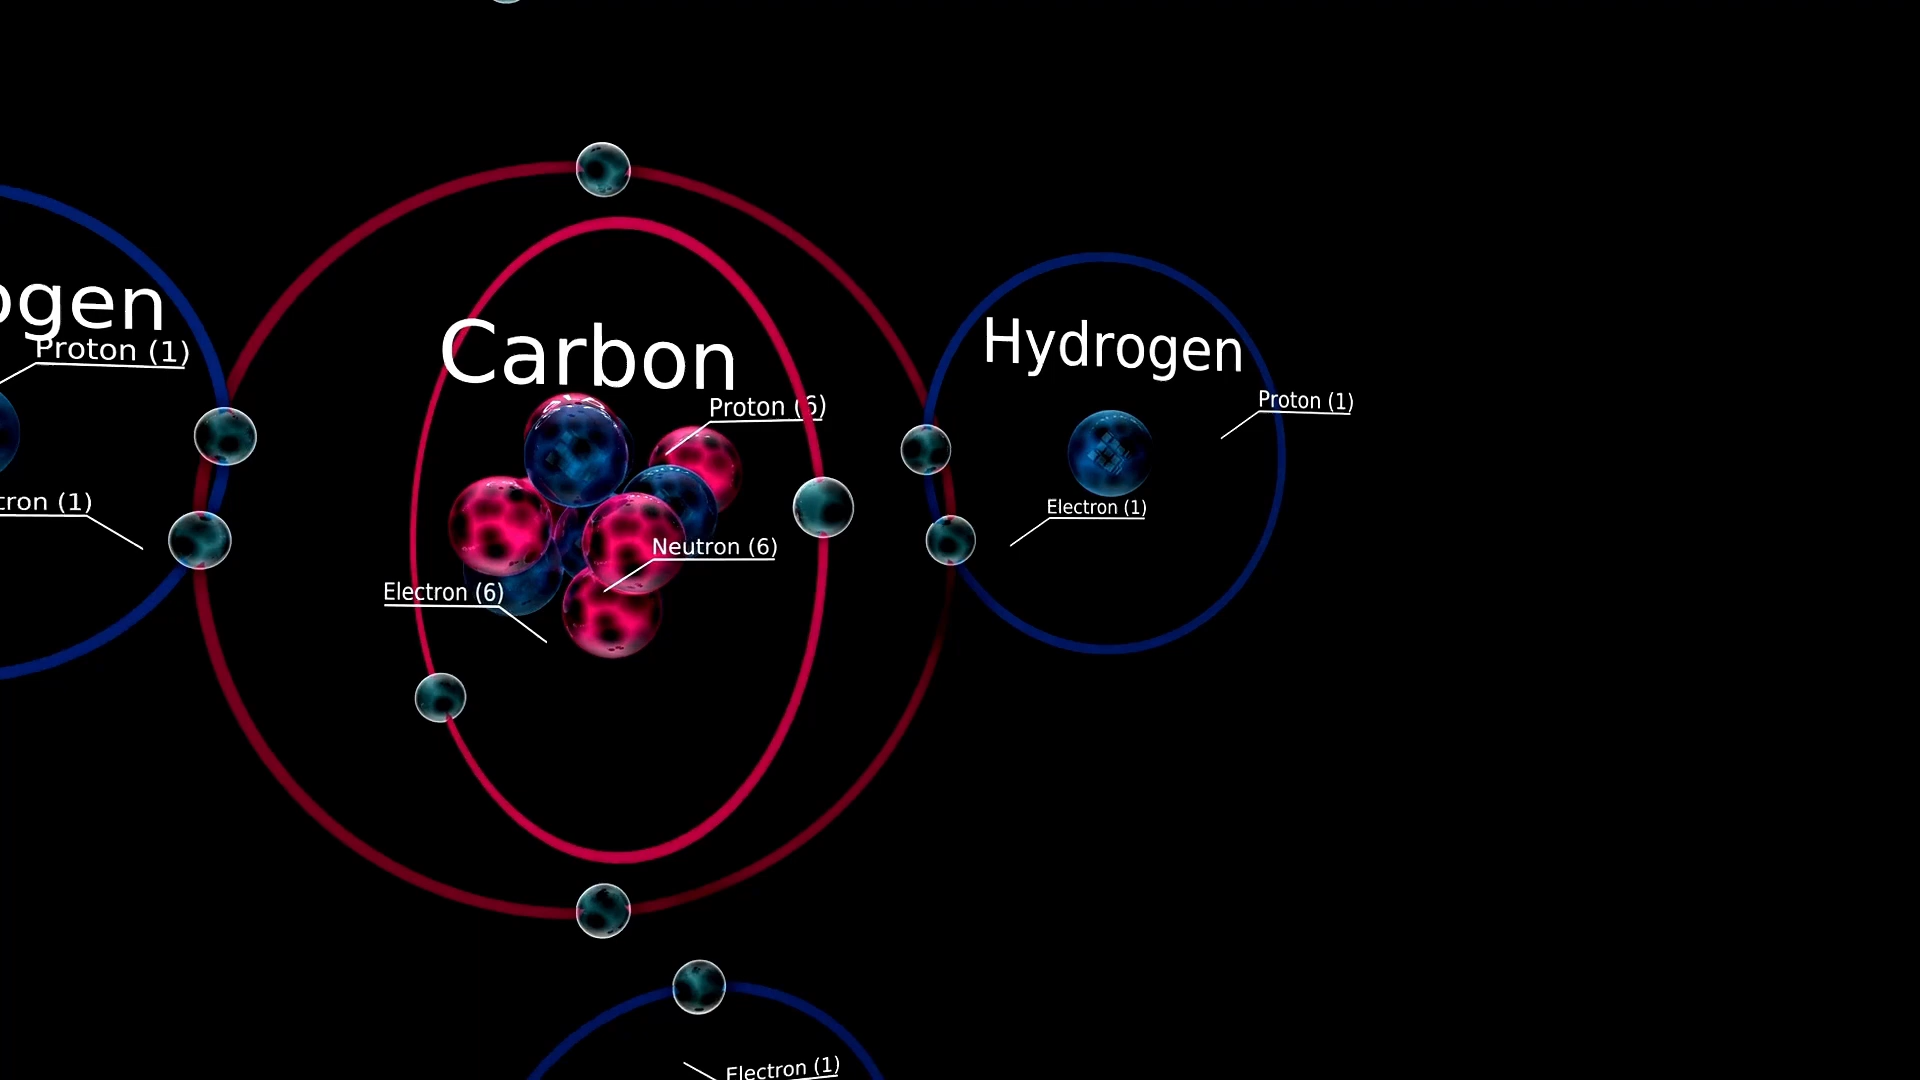 ogen
Proton (1)
tron (1)
Carbon
Proton (6)
Neutron (6)
Electron (6)
Hydrogen
Proton (1)
Electron (1)
Electron (1)